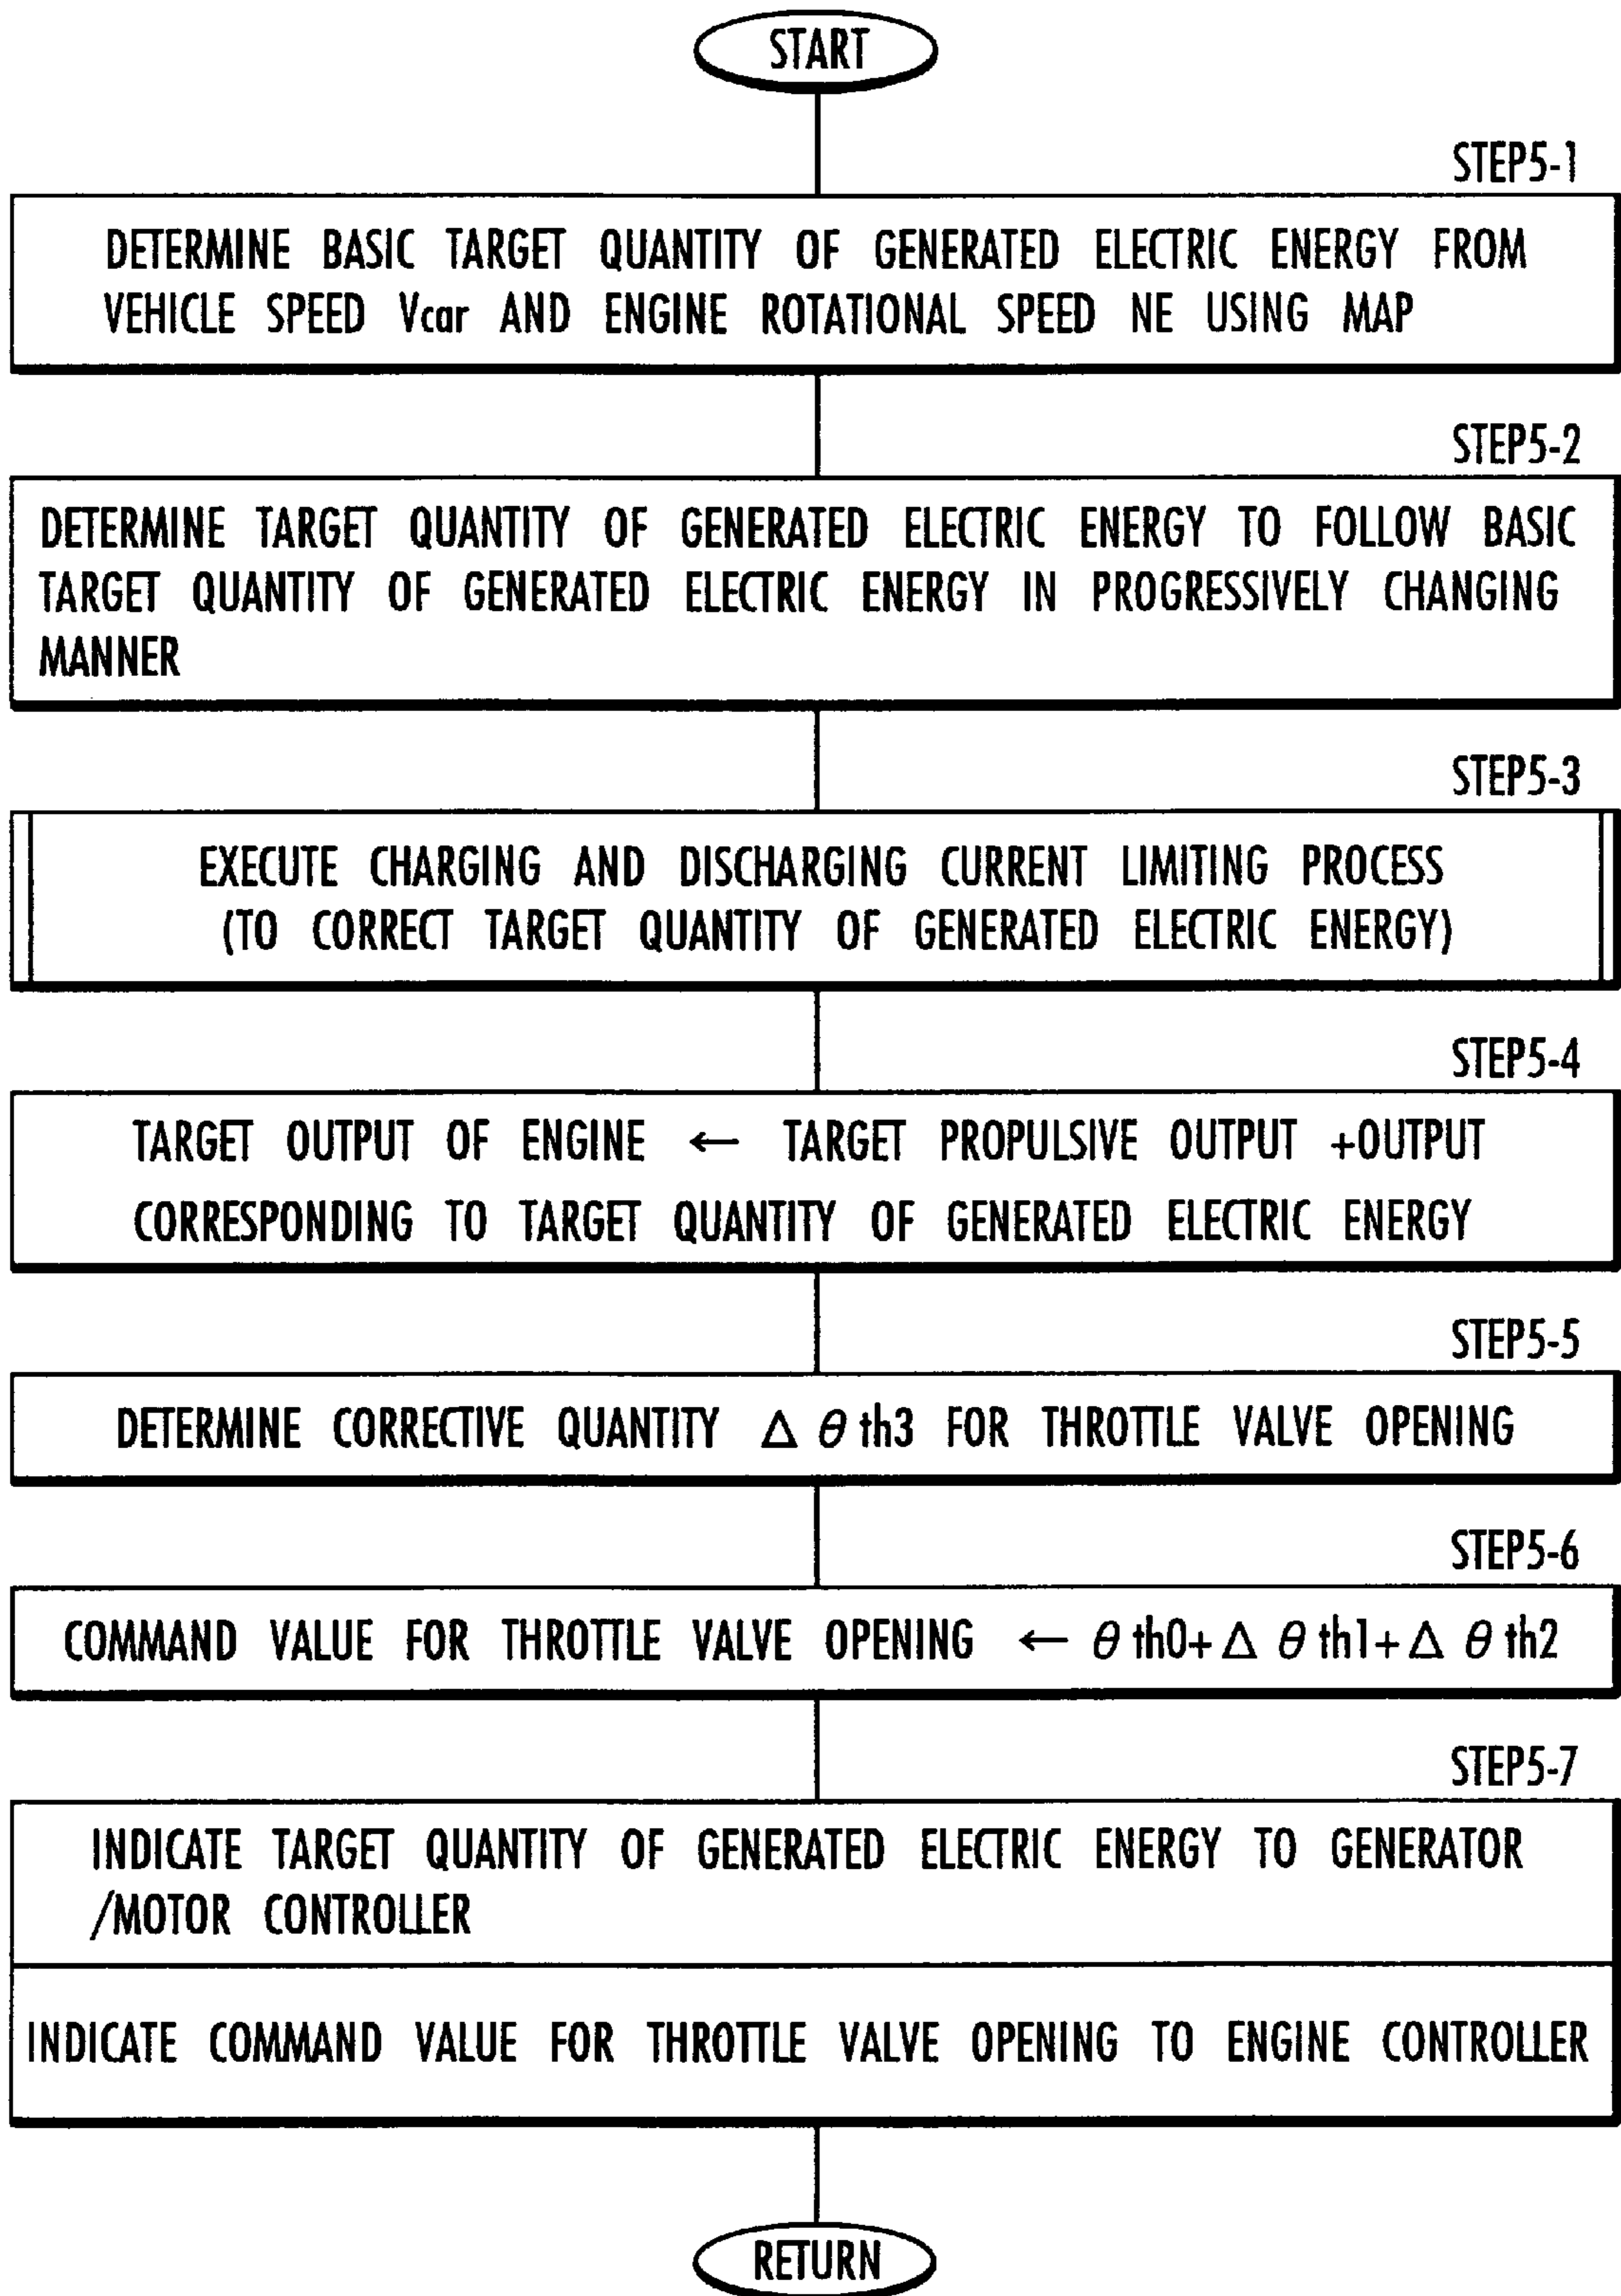 START
STEP5-1
DETERMINE BASIC TARGET QUANTITY OF GENERATED ELECTRIC ENERGY FROM
VEHICLE SPEED Vcar AND ENGINE ROTATIONAL SPEED NE USING MAP
STEP5-2
DETERMINE TARGET QUANTITY OF GENERATED ELECTRIC ENERGY TO FOLLOW BASIC
TARGET QUANTITY OF GENERATED ELECTRIC ENERGY IN PROGRESSIVELY CHANGING
MANNER
STEP5-3
EXECUTE CHARGING AND DISCHARGING CURRENT LIMITING PROCESS
(TO CORRECT TARGET QUANTITY OF GENERATED ELECTRIC ENERGY)
STEP5-4
TARGET OUTPUT OF ENGINE ← TARGET PROPULSIVE OUTPUT +OUTPUT
CORRESPONDING TO TARGET QUANTITY OF GENERATED ELECTRIC ENERGY
STEP5-5
DETERMINE CORRECTIVE QUANTITY Δ θ th3 FOR THROTTLE VALVE OPENING
STEP5-6
COMMAND VALUE FOR THROTTLE VALVE OPENING ← θ th0+Δ θ th1+Δ θ th2
STEP5-7
INDICATE TARGET QUANTITY OF GENERATED ELECTRIC ENERGY TO GENERATOR
/MOTOR CONTROLLER
INDICATE COMMAND VALUE FOR THROTTLE VALVE OPENING TO ENGINE CONTROLLER
RETURN